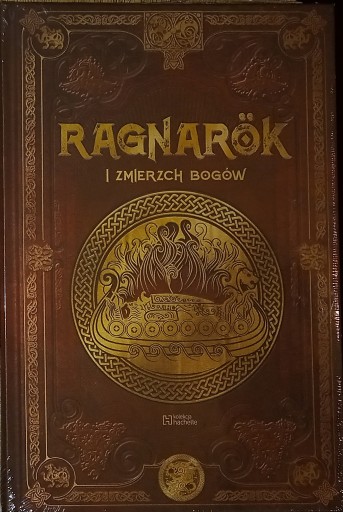 RAGNARÖK
I ZMIERZCH BOGÓW
kolekcja
hachette